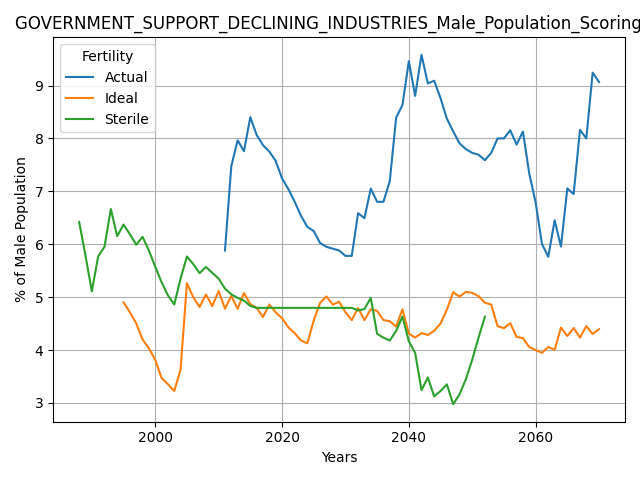 GOVERNMENT_SUPPORT_DECLINING_INDUSTRIES_Male_Population_Scoring
Fertility
Actual
Ideal
Sterile
% of Male Population
9
8
7
6
5
4
3
2000
2020
2040
2060
Years